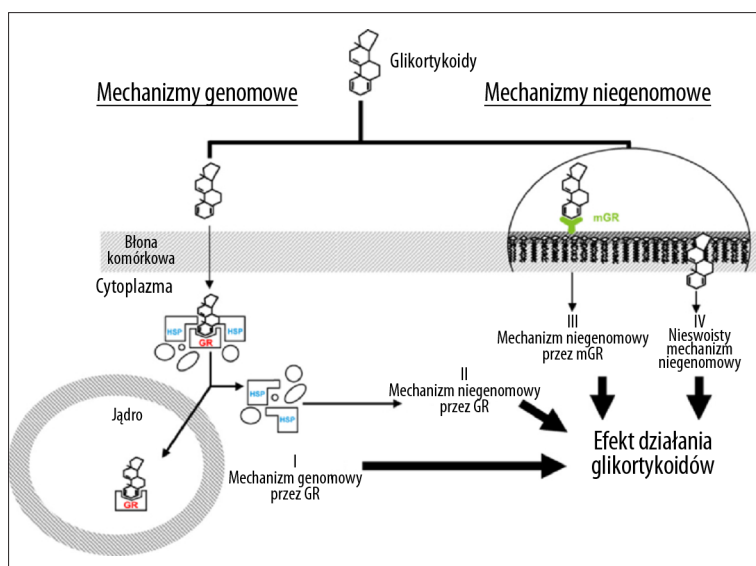 Glikortykoidy
Mechanizmy genomowe
Mechanizmy niegenomowe
mGR
Błona
komórkowa
Cytoplazma
HSP
HSP
GR
III
Mechanizm niegenomowy
przez mGR
IV
Nieswoisty
mechanizm
niegenomowy
HSP
HSP
II
Mechanizm niegenomowy
przez GR
Jądro
GR
I
Mechanizm genomowy
przez GR
Efekt działania
glikortykoidów